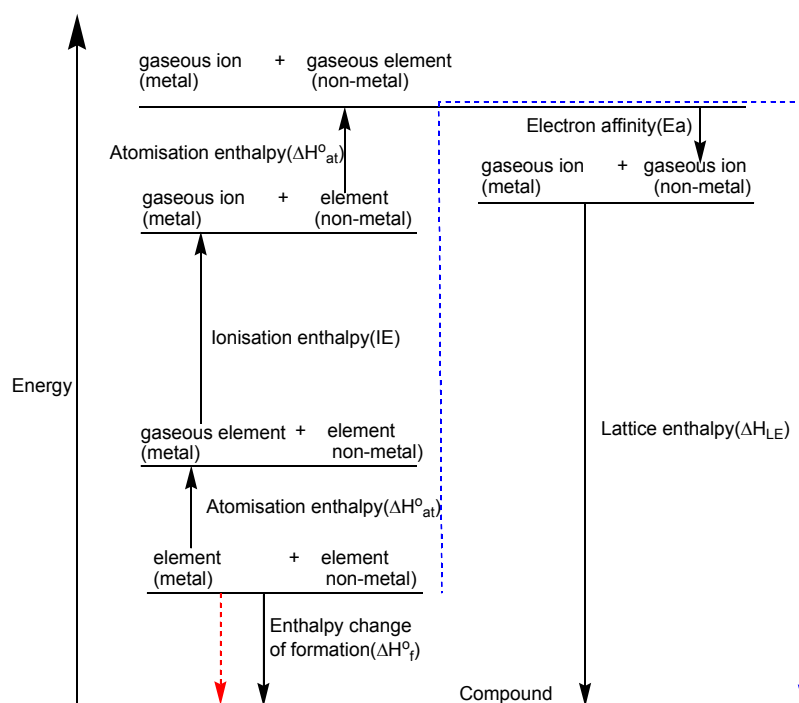 gaseous ion + gaseous element
(metal) (non-metal)
Electron affinity(Ea)
Atomisation enthalpy(ΔH°at)
gaseous ion + gaseous ion
(metal) (non-metal)
gaseous ion + element
(metal) (non-metal)
Ionisation enthalpy(IE)
Energy
Lattice enthalpy(ΔHLE)
gaseous element + element
(metal) non-metal)
Atomisation enthalpy(ΔH°at)
element + element
(metal) non-metal)
Enthalpy change
of formation(ΔH°f)
Compound